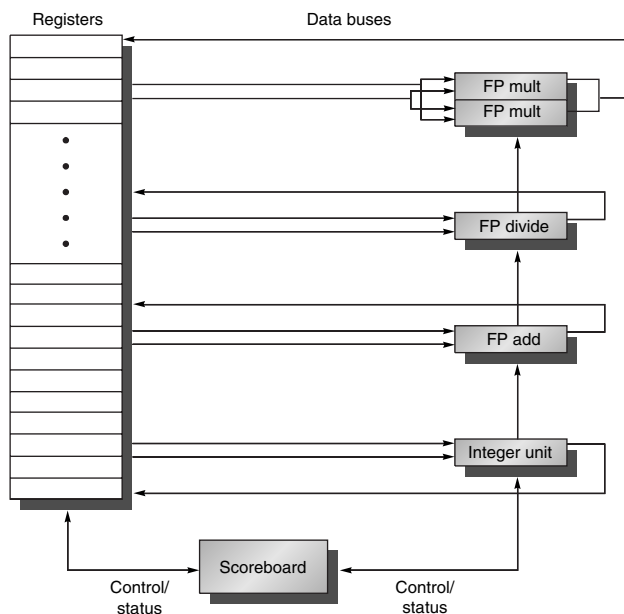 Registers
Data buses
FP mult
FP mult
FP divide
FP add
Integer unit
Scoreboard
Control/
status
Control/
status